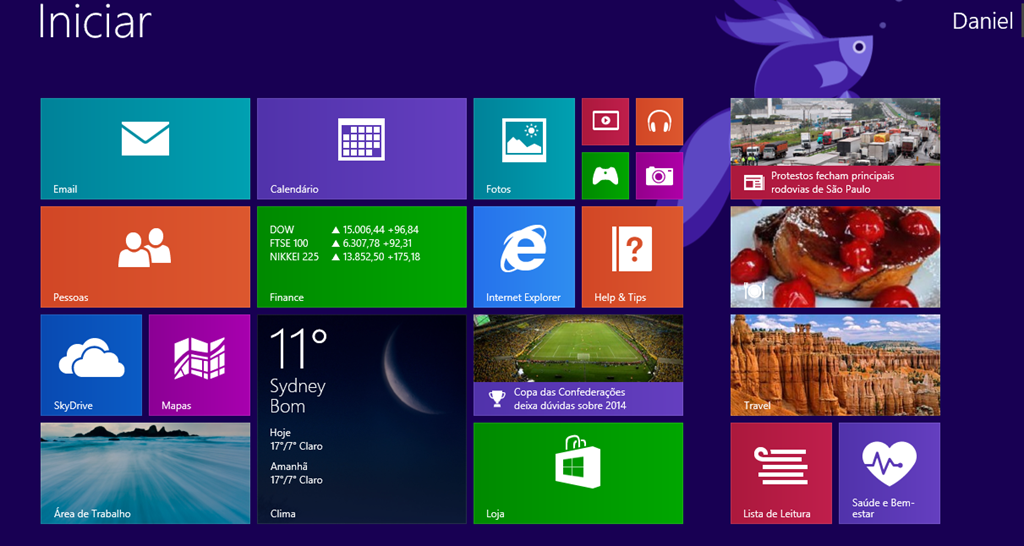 Iniciar
Daniel
Email
Calendário
Fotos
Protestos fecham principais
rodovias de São Paulo
Pessoas
DOW ▲ 15.006,44 +96,84
FTSE 100 ▲ 6.307,78 +92,31
NIKKEI 225 ▲ 13.852,50 +175,18
Finance
Internet Explorer
Help & Tips
SkyDrive
Mapas
11°
Sydney
Bom
Hoje
17°/7° Claro
Amanhã
17°/7° Claro
Clima
Copa das Confederações
deixa dúvidas sobre 2014
Travel
Área de Trabalho
Loja
Lista de Leitura
Saúde e Bem-
estar